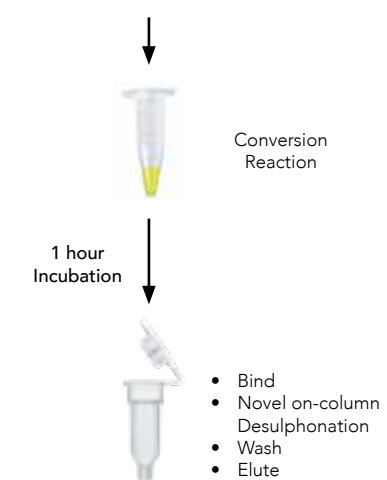 Conversion
Reaction
1 hour
Incubation
• Bind
• Novel on-column
Desulphonation
• Wash
• Elute